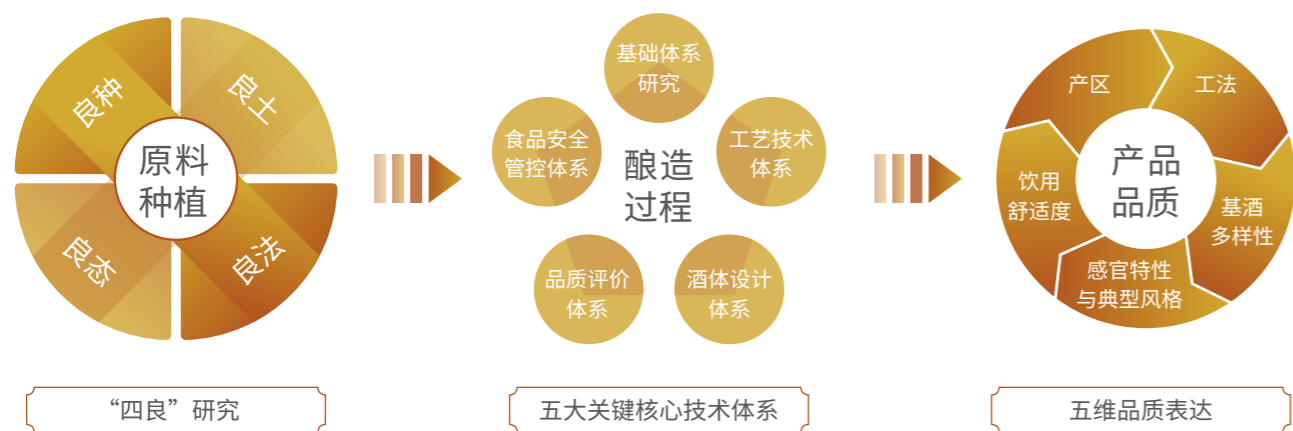 良种
良土
原料
种植
良态
良法
基础体系
研究
食品安全
管控体系
工艺技术
体系
酿造
过程
品质评价
体系
酒体设计
体系
产区
工法
产品
品质
饮用
舒适度
基酒
多样性
感官特性
与典型风格
“四良”研究
五大关键核心技术体系
五维品质表达